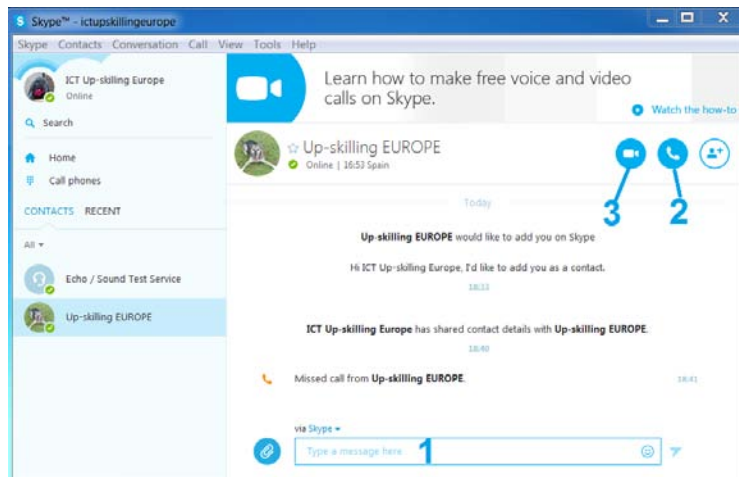 Skype™ - ictupskillingeurope
Skype Contacts Conversation Call View Tools Help
ICT Up-skilling Europe
Online
Search
Home
Call phones
CONTACTS RECENT
All
Echo / Sound Test Service
Up-skilling EUROPE
Learn how to make free voice and video
calls on Skype.
Watch the how-to
Up-skilling EUROPE
Online | 16:53 Spain
3 2
Today
Up-skilling EUROPE would like to add you on Skype
Hi ICT Up-skilling Europe, I'd like to add you as a contact.
ICT Up-skilling Europe has shared contact details with Up-skilling EUROPE.
18:40
Missed call from Up-skilling EUROPE.
18:41
via Skype
Type a message here 1